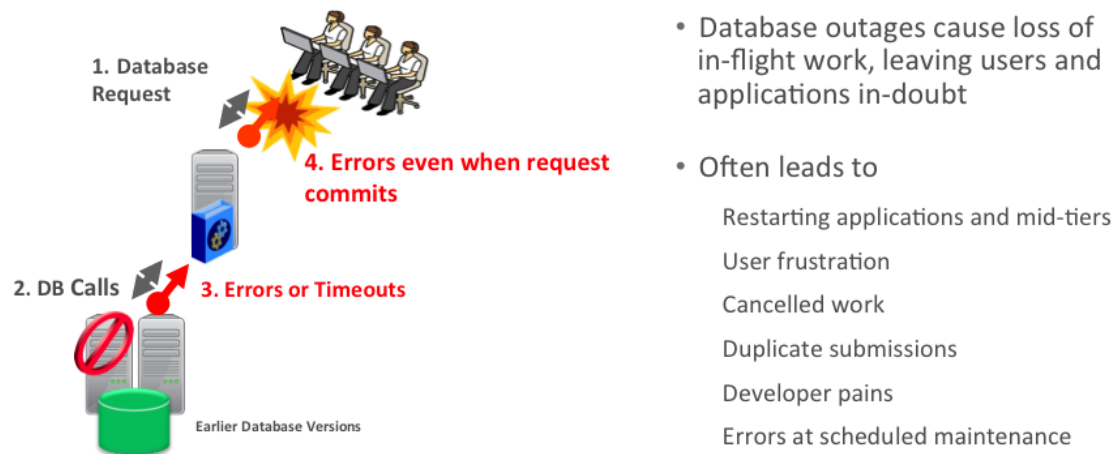 1. Database
Request
4. Errors even when request
commits
2. DB Calls
3. Errors or Timeouts
Earlier Database Versions
• Database outages cause loss of
in-flight work, leaving users and
applications in-doubt
• Often leads to
Restarting applications and mid-tiers
User frustration
Cancelled work
Duplicate submissions
Developer pains
Errors at scheduled maintenance